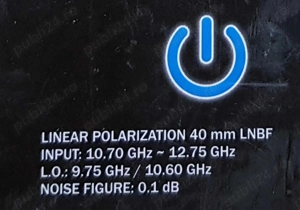 LINEAR POLARIZATION 40 mm LNBF
INPUT: 10.70 GHz ~ 12.75 GHz
L.O.: 9.75 GHz / 10.60 GHz
NOISE FIGURE: 0.1 dB